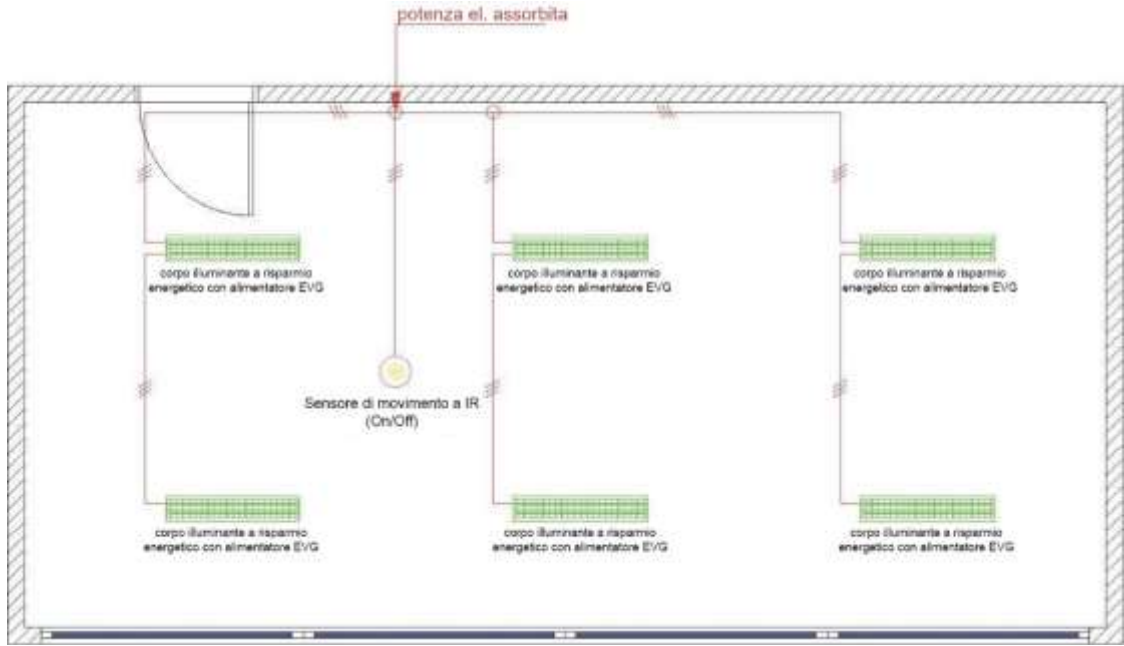 potenza el. assorbita
corpo illuminante a risparmio
energetico con alimentatore EVG
corpo illuminante a risparmio
energetico con alimentatore EVG
corpo illuminante a risparmio
energetico con alimentatore EVG
Sensore di movimento a IR
(On/Off)
corpo illuminante a risparmio
energetico con alimentatore EVG
corpo illuminante a risparmio
energetico con alimentatore EVG
corpo illuminante a risparmio
energetico con alimentatore EVG